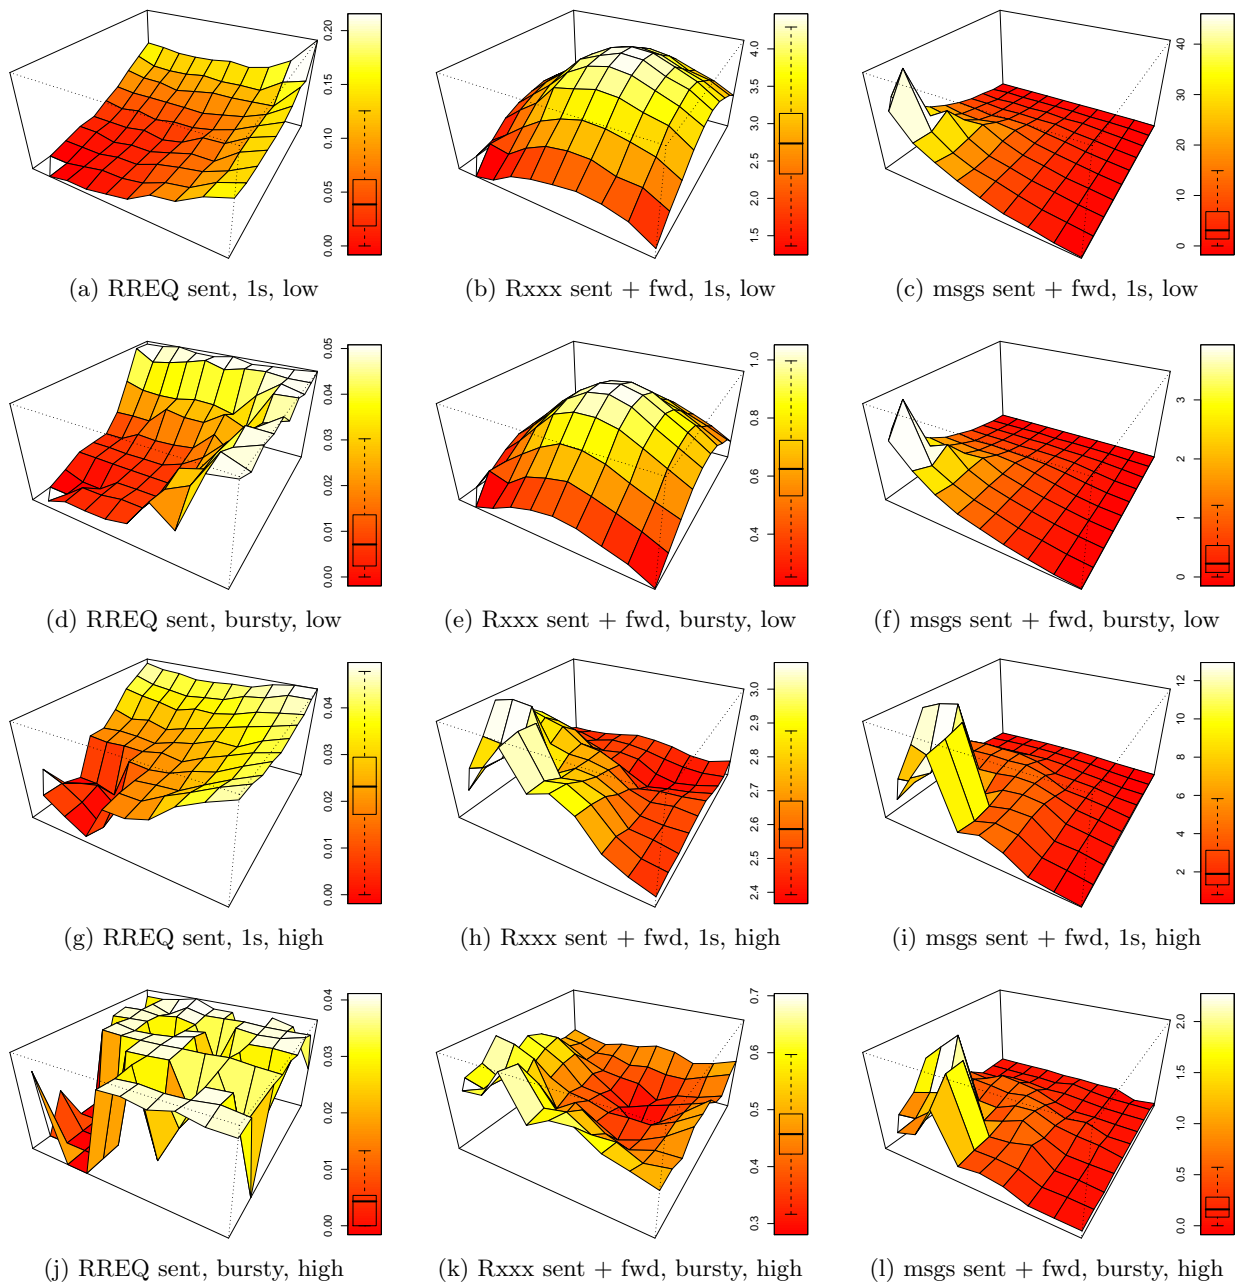 0.00 0.05 0.10 0.15 0.20
1.5 2.0 2.5 3.0 3.5 4.0
0 10 20 30 40
(a) RREQ sent, 1s, low
(b) Rxxx sent + fwd, 1s, low
(c) msgs sent + fwd, 1s, low
0.00 0.01 0.02 0.03 0.04 0.05
0.4 0.6 0.8 1.0
0 1 2 3
(d) RREQ sent, bursty, low
(e) Rxxx sent + fwd, bursty, low
(f) msgs sent + fwd, bursty, low
0.00 0.01 0.02 0.03 0.04
2.4 2.5 2.6 2.7 2.8 2.9 3.0
2 4 6 8 10 12
(g) RREQ sent, 1s, high
(h) Rxxx sent + fwd, 1s, high
(i) msgs sent + fwd, 1s, high
0.00 0.01 0.02 0.03 0.04
0.3 0.4 0.5 0.6 0.7
0.0 0.5 1.0 1.5 2.0
(j) RREQ sent, bursty, high
(k) Rxxx sent + fwd, bursty, high
(l) msgs sent + fwd, bursty, high